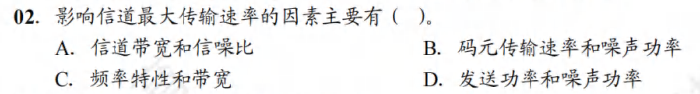 02. 影响信道最大传输速率的因素主要有（ ）。
A. 信道带宽和信噪比 B. 码元传输速率和噪声功率
C. 频率特性和带宽 D. 发送功率和噪声功率